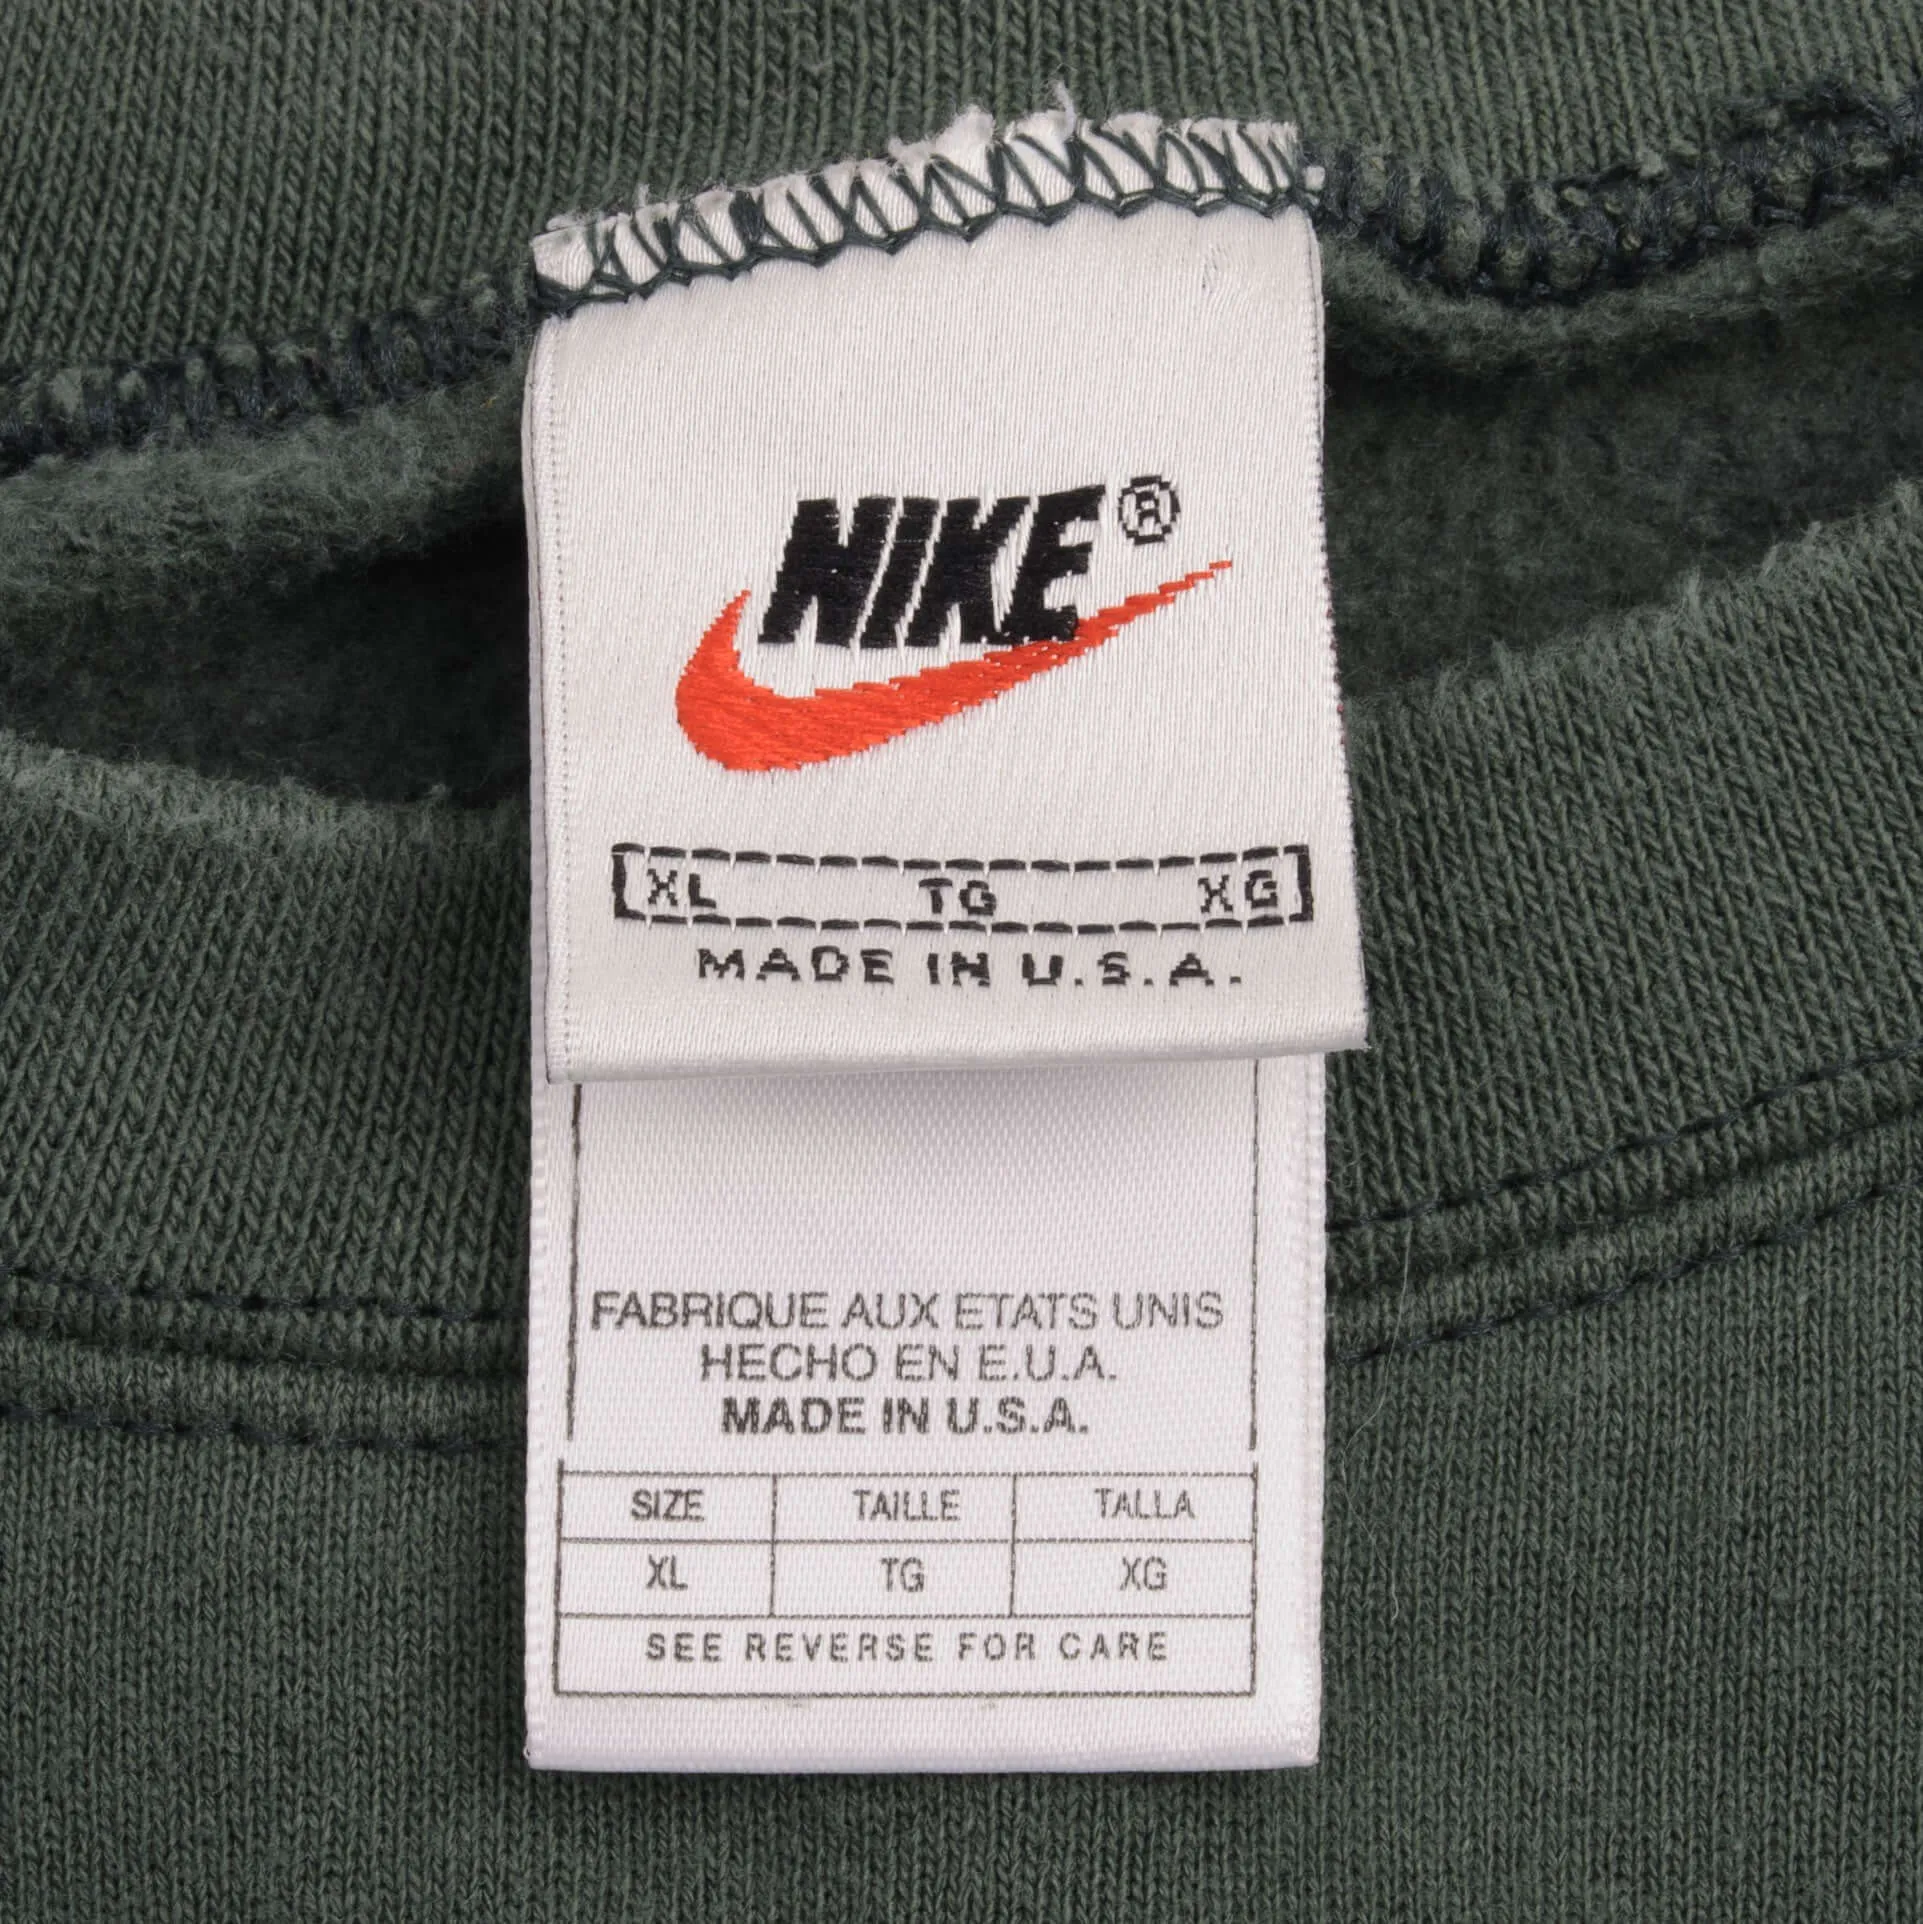 NIKE®
XL TG XG
MADE IN U.S.A.
FABRIQUE AUX ETATS UNIS
HECHO EN E.U.A.
MADE IN U.S.A.
SIZE TAILLE TALLA
XL TG XG
SEE REVERSE FOR CARE